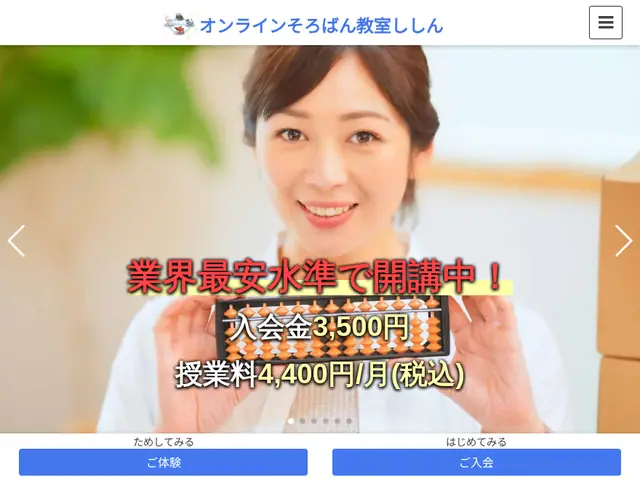 オンラインそろばん教室ししん
業界最安水準で開講中！
入会金3,500円
授業料4,400円/月(税込)
ためしてみる
はじめてみる
ご体験
ご入会